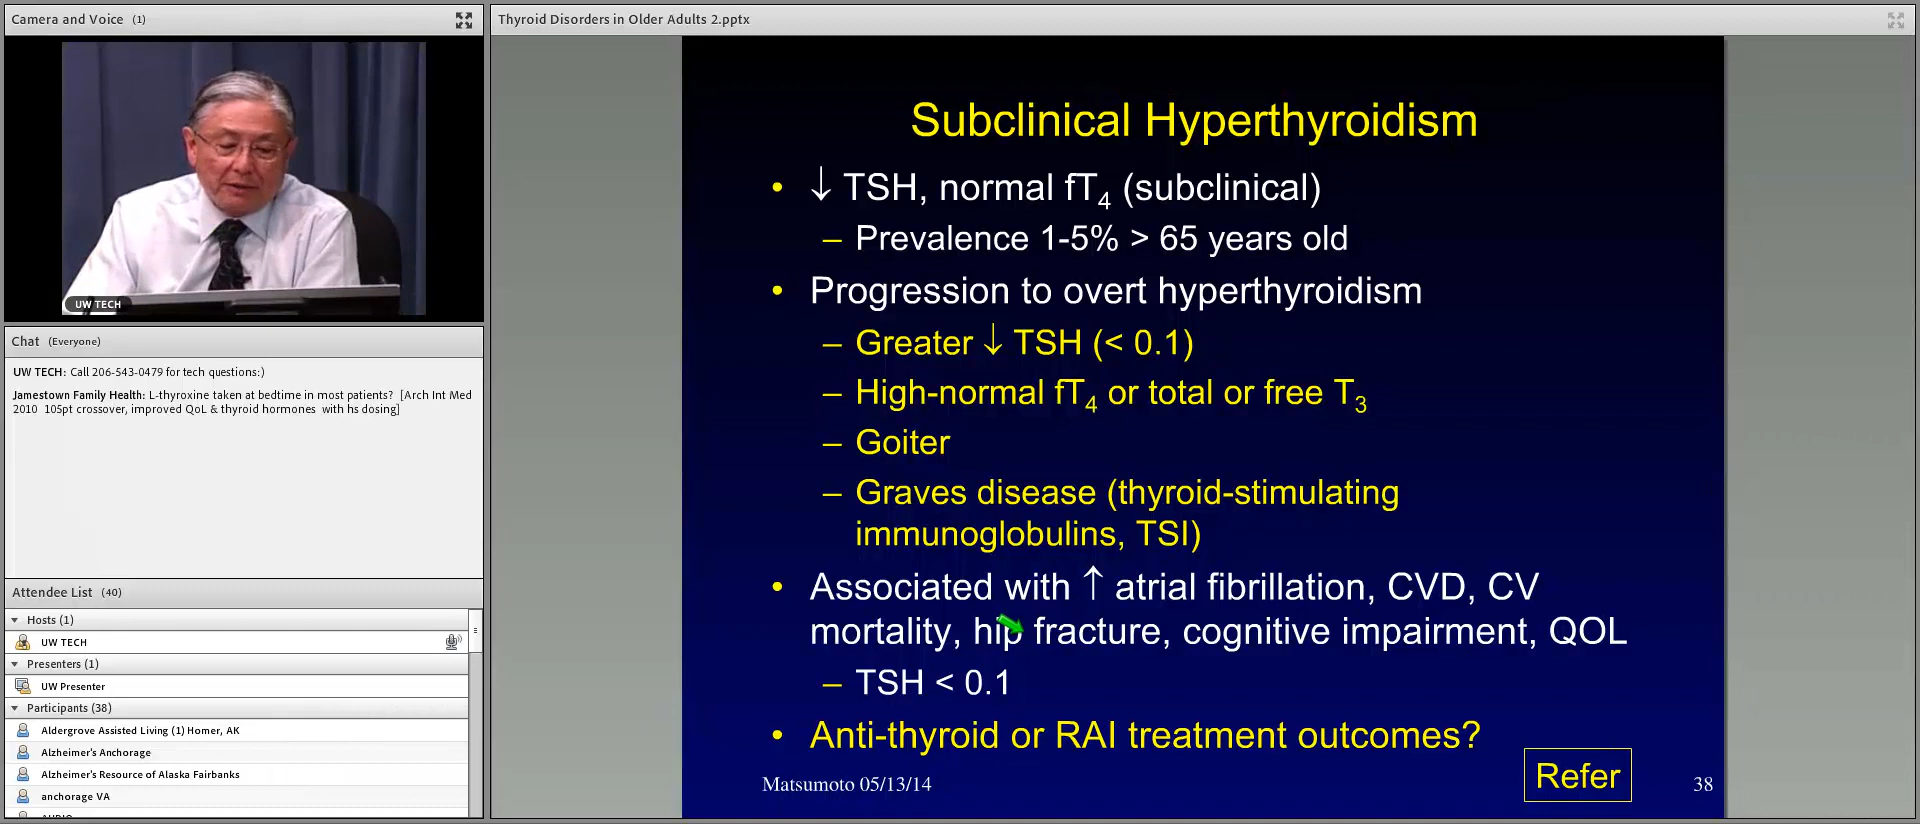 Camera and Voice (1)
UW TECH
Chat (Everyone)
UW TECH: Call 206-543-0479 for tech questions:)
Jamestown Family Health: L-thyroxine taken at bedtime in most patients? [Arch Int Med
2010 105pt crossover, improved QoL & thyroid hormones with hs dosing]
Attendee List (40)
Hosts (1)
UW TECH
Presenters (1)
UW Presenter
Participants (38)
Aldergrove Assisted Living (1) Homer, AK
Alzheimer's Anchorage
Alzheimer's Resource of Alaska Fairbanks
anchorage VA
Thyroid Disorders in Older Adults 2.pptx
Subclinical Hyperthyroidism
• ↓ TSH, normal fT4 (subclinical)
– Prevalence 1-5% > 65 years old
• Progression to overt hyperthyroidism
– Greater ↓ TSH (< 0.1)
– High-normal fT4 or total or free T3
– Goiter
– Graves disease (thyroid-stimulating
immunoglobulins, TSI)
• Associated with ↑ atrial fibrillation, CVD, CV
mortality, hip fracture, cognitive impairment, QOL
– TSH < 0.1
• Anti-thyroid or RAI treatment outcomes?
Refer
Matsumoto 05/13/14
38